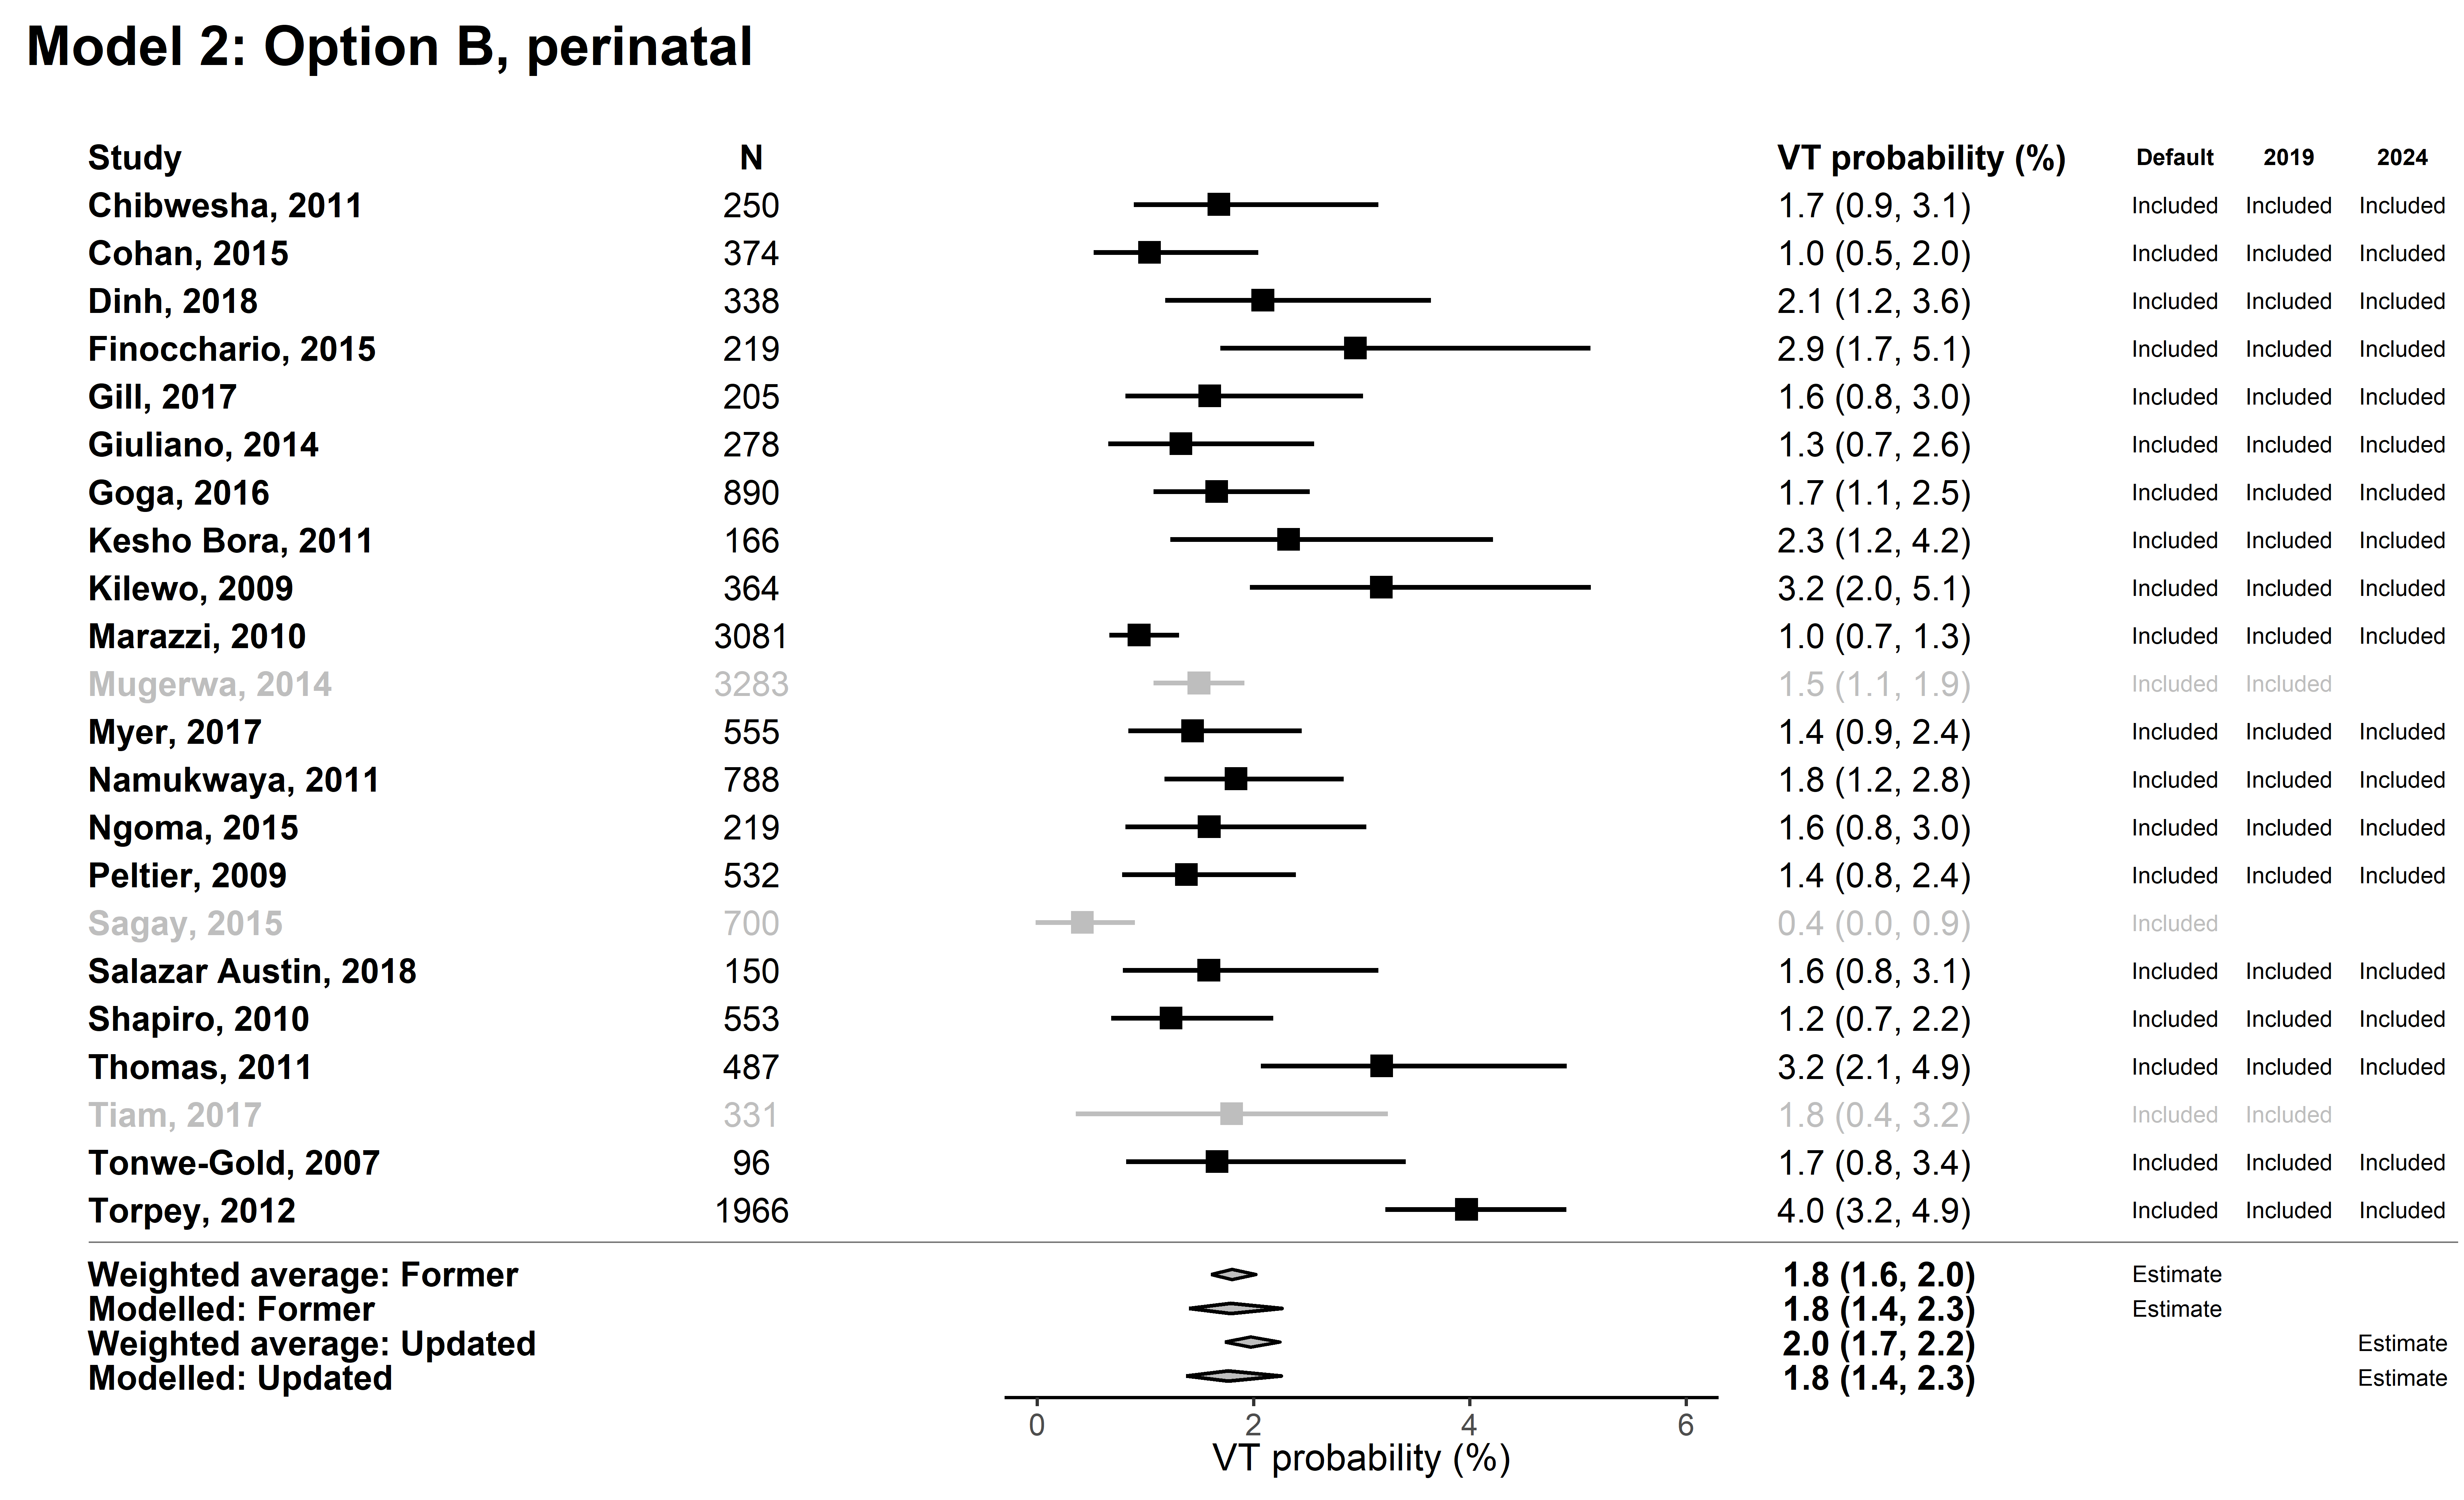 Model 2: Option B, perinatal
Study N VT probability (%) Default 2019 2024
Chibwesha, 2011 250 1.7 (0.9, 3.1) Included Included Included
Cohan, 2015 374 1.0 (0.5, 2.0) Included Included Included
Dinh, 2018 338 2.1 (1.2, 3.6) Included Included Included
Finocchario, 2015 219 2.9 (1.7, 5.1) Included Included Included
Gill, 2017 205 1.6 (0.8, 3.0) Included Included Included
Giuliano, 2014 278 1.3 (0.7, 2.6) Included Included Included
Goga, 2016 890 1.7 (1.1, 2.5) Included Included Included
Kesho Bora, 2011 166 2.3 (1.2, 4.2) Included Included Included
Kilewo, 2009 364 3.2 (2.0, 5.1) Included Included Included
Marazzi, 2010 3081 1.0 (0.7, 1.3) Included Included Included
Mugerwa, 2014 3283 1.5 (1.1, 1.9) Included Included
Myer, 2017 555 1.4 (0.9, 2.4) Included Included Included
Namukwaya, 2011 788 1.8 (1.2, 2.8) Included Included Included
Ngoma, 2015 219 1.6 (0.8, 3.0) Included Included Included
Peltier, 2009 532 1.4 (0.8, 2.4) Included Included Included
Sagay, 2015 700 0.4 (0.0, 0.9) Included
Salazar Austin, 2018 150 1.6 (0.8, 3.1) Included Included Included
Shapiro, 2010 553 1.2 (0.7, 2.2) Included Included Included
Thomas, 2011 487 3.2 (2.1, 4.9) Included Included Included
Tiam, 2017 331 1.8 (0.4, 3.2) Included Included
Tonwe-Gold, 2007 96 1.7 (0.8, 3.4) Included Included Included
Torpey, 2012 1966 4.0 (3.2, 4.9) Included Included Included
Weighted average: Former 1.8 (1.6, 2.0) Estimate
Modelled: Former 1.8 (1.4, 2.3) Estimate
Weighted average: Updated 2.0 (1.7, 2.2) Estimate
Modelled: Updated 1.8 (1.4, 2.3) Estimate
0 2 4 6
VT probability (%)